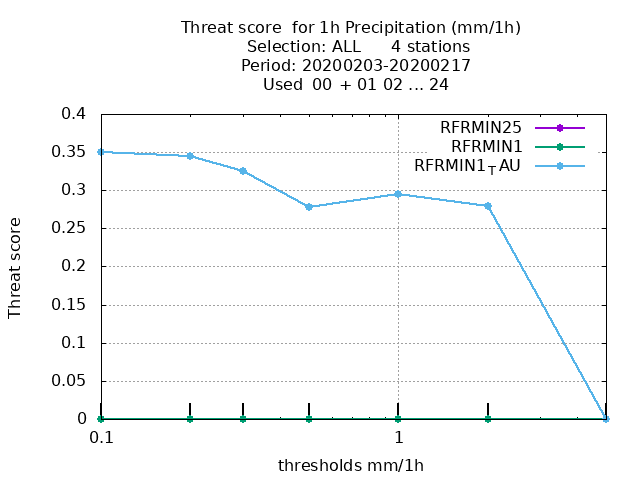 Threat score  for 1h Precipitation (mm/1h)
Selection: ALL      4 stations
Period: 20200203-20200217
Used  00 + 01 02 ... 24
RFRMIN25
RFRMIN1
RFRMIN1TAU
0.4
0.35
0.3
0.25
0.2
0.15
0.1
0.05
0
Threat score
0.1
1
thresholds mm/1h